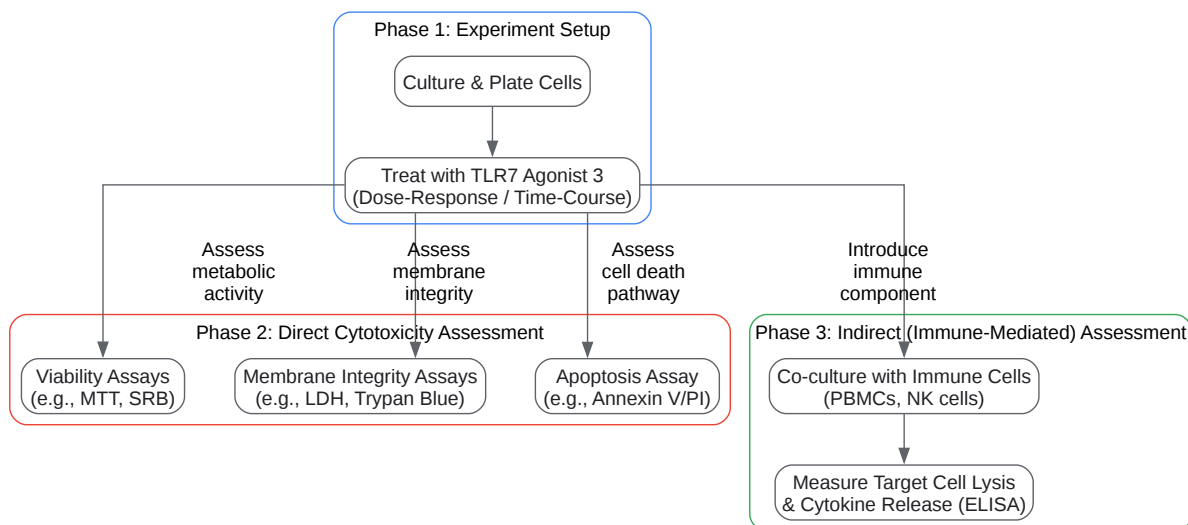 Phase 1: Experiment Setup
Culture & Plate Cells
Treat with TLR7 Agonist 3
(Dose-Response / Time-Course)
Assess
metabolic
activity
Assess
membrane
integrity
Assess
cell death
pathway
Introduce
immune
component
Phase 2: Direct Cytotoxicity Assessment
Viability Assays
(e.g., MTT, SRB)
Membrane Integrity Assays
(e.g., LDH, Trypan Blue)
Apoptosis Assay
(e.g., Annexin V/PI)
Phase 3: Indirect (Immune-Mediated) Assessment
Co-culture with Immune Cells
(PBMCs, NK cells)
Measure Target Cell Lysis
& Cytokine Release (ELISA)